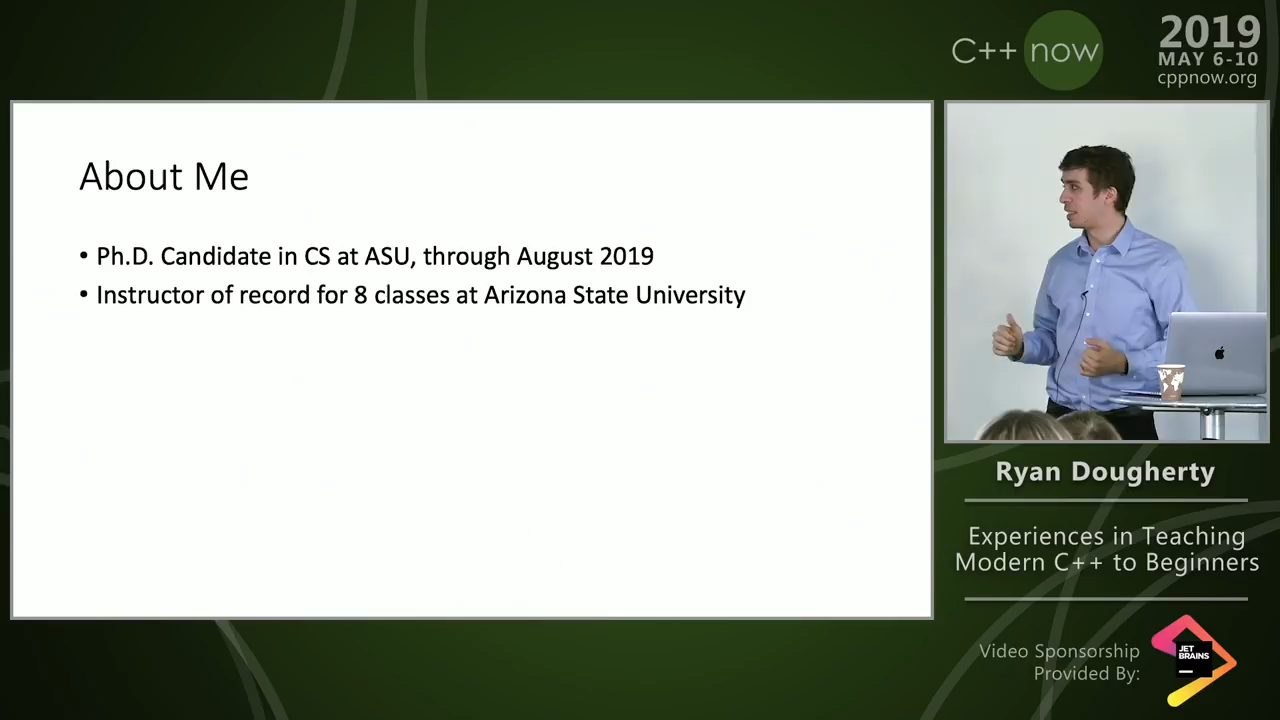 C++ now
2019
MAY 6-10
cppnow.org
About Me
• Ph.D. Candidate in CS at ASU, through August 2019
• Instructor of record for 8 classes at Arizona State University
Ryan Dougherty
Experiences in Teaching
Modern C++ to Beginners
Video Sponsorship
Provided By:
JET
BRAINS